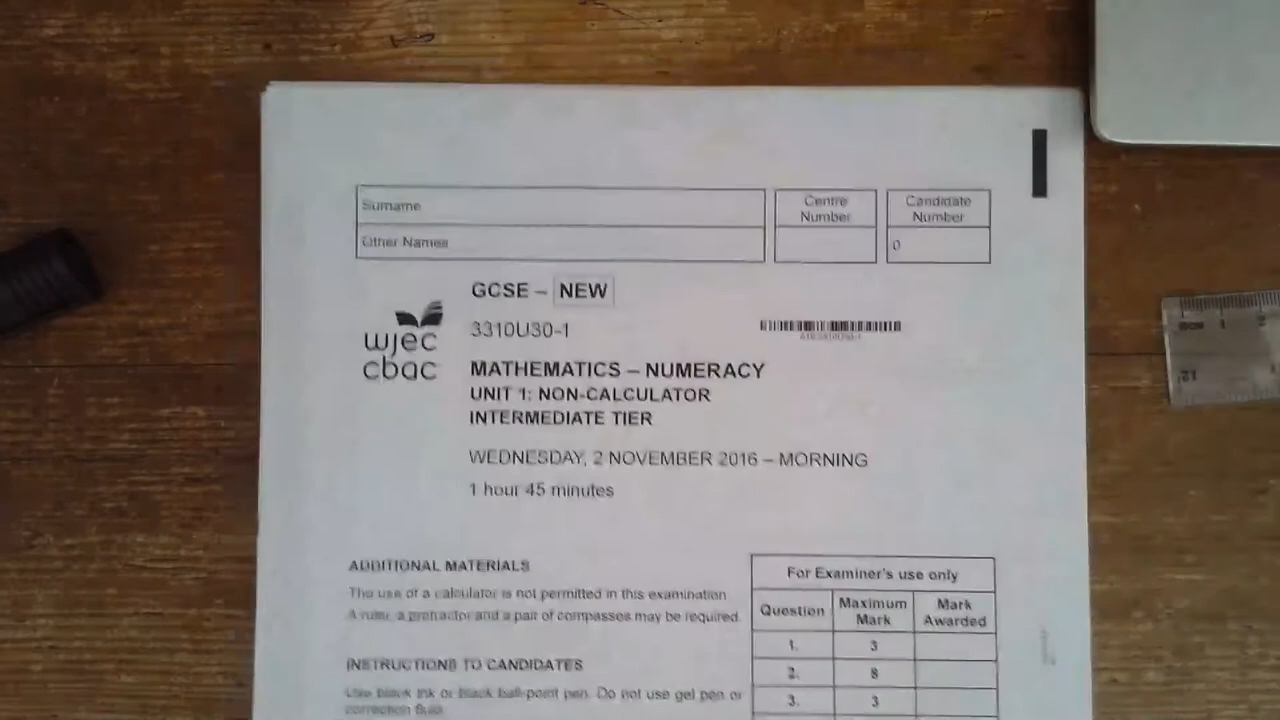 Surname
Other Names
Centre
Number
Candidate
Number
0
GCSE – NEW
wjec
cbac
3310U30-1
MATHEMATICS – NUMERACY
UNIT 1: NON-CALCULATOR
INTERMEDIATE TIER
WEDNESDAY, 2 NOVEMBER 2016 – MORNING
1 hour 45 minutes
ADDITIONAL MATERIALS
The use of a calculator is not permitted in this examination.
A ruler, a protractor and a pair of compasses may be required.
INSTRUCTIONS TO CANDIDATES
Use black ink or black ball-point pen. Do not use gel pen or
correction fluid.
For Examiner's use only
Question Maximum Mark Mark Awarded
1. 3
2. 8
3. 3
1 2
12